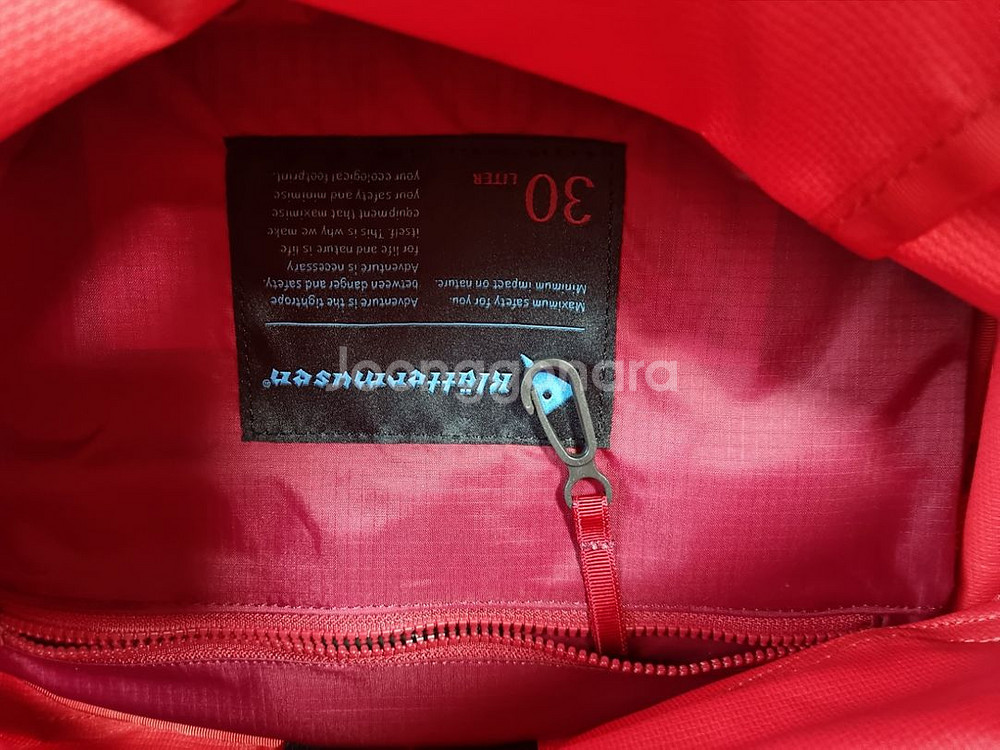 Klättermusen®
Maximum safety for you.
Minimum impact on nature.
30 LITER
Adventure is the tightrope
between danger and safety.
Adventure is necessary
for life and nature is life
itself. This is why we make
equipment that maximise
your safety and minimise
your ecological footprint.
Joonggonara